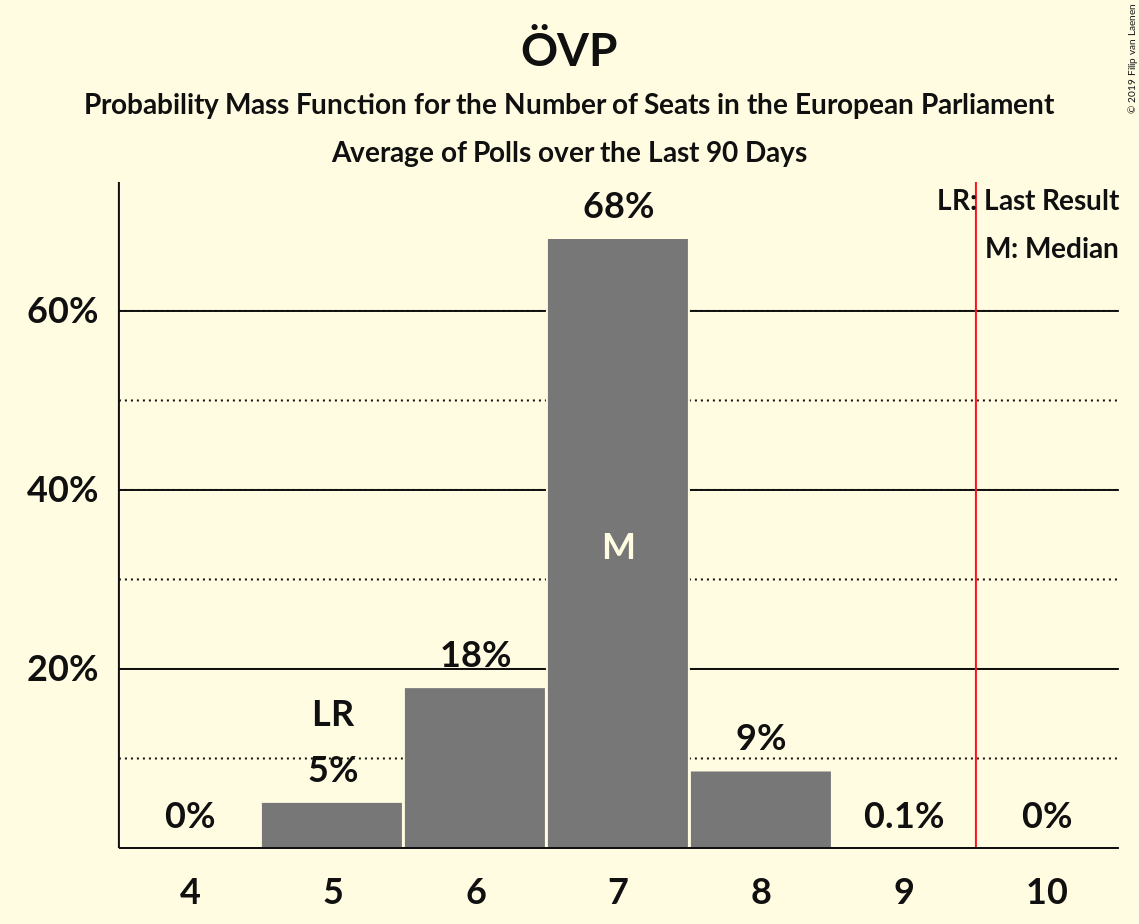 ÖVP
Probability Mass Function for the Number of Seats in the European Parliament
Average of Polls over the Last 90 Days
© 2019 Filip van Laenen
LR: Last Result
M: Median
68%
60%
40%
M
18%
20%
LR
5%
9%
0%
0.1%
0%
4 5 6 7 8 9 10